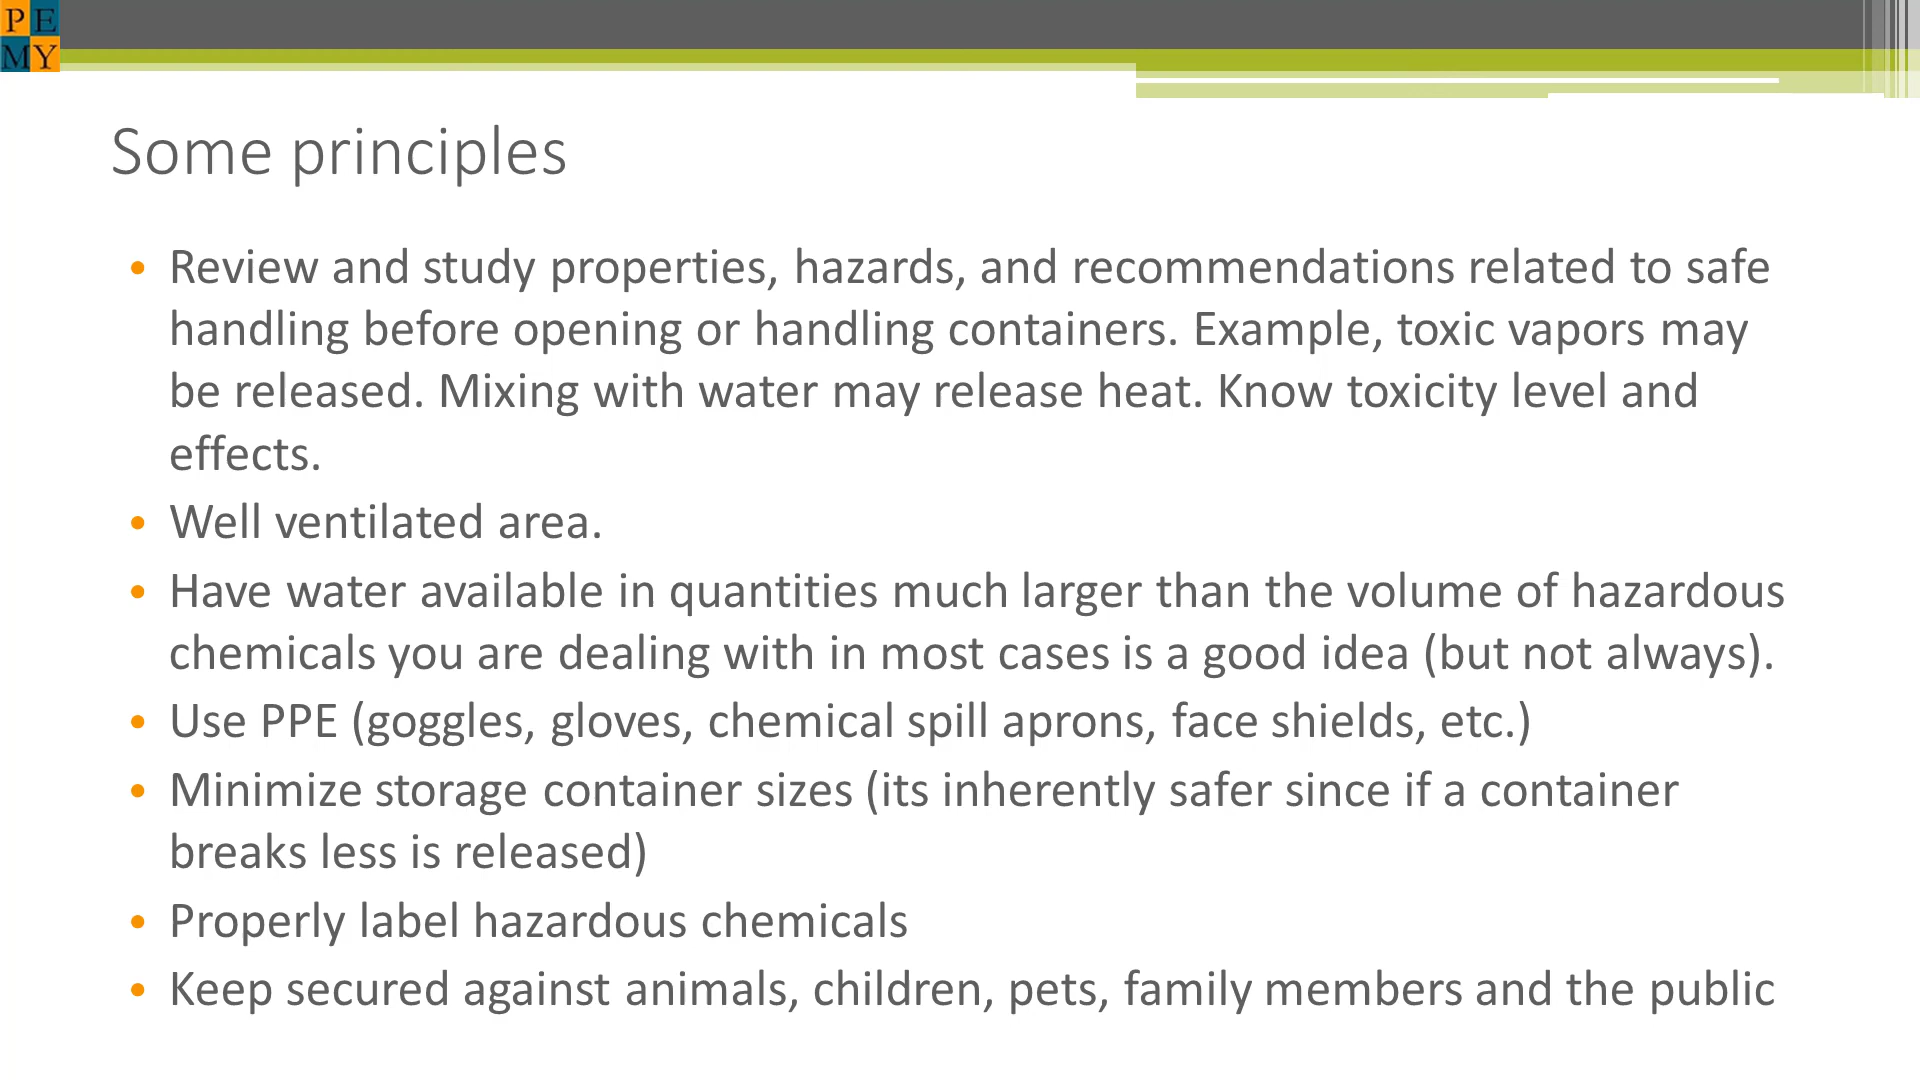 PE
MY
Some principles
• Review and study properties, hazards, and recommendations related to safe
handling before opening or handling containers. Example, toxic vapors may
be released. Mixing with water may release heat. Know toxicity level and
effects.
• Well ventilated area.
• Have water available in quantities much larger than the volume of hazardous
chemicals you are dealing with in most cases is a good idea (but not always).
• Use PPE (goggles, gloves, chemical spill aprons, face shields, etc.)
• Minimize storage container sizes (its inherently safer since if a container
breaks less is released)
• Properly label hazardous chemicals
• Keep secured against animals, children, pets, family members and the public